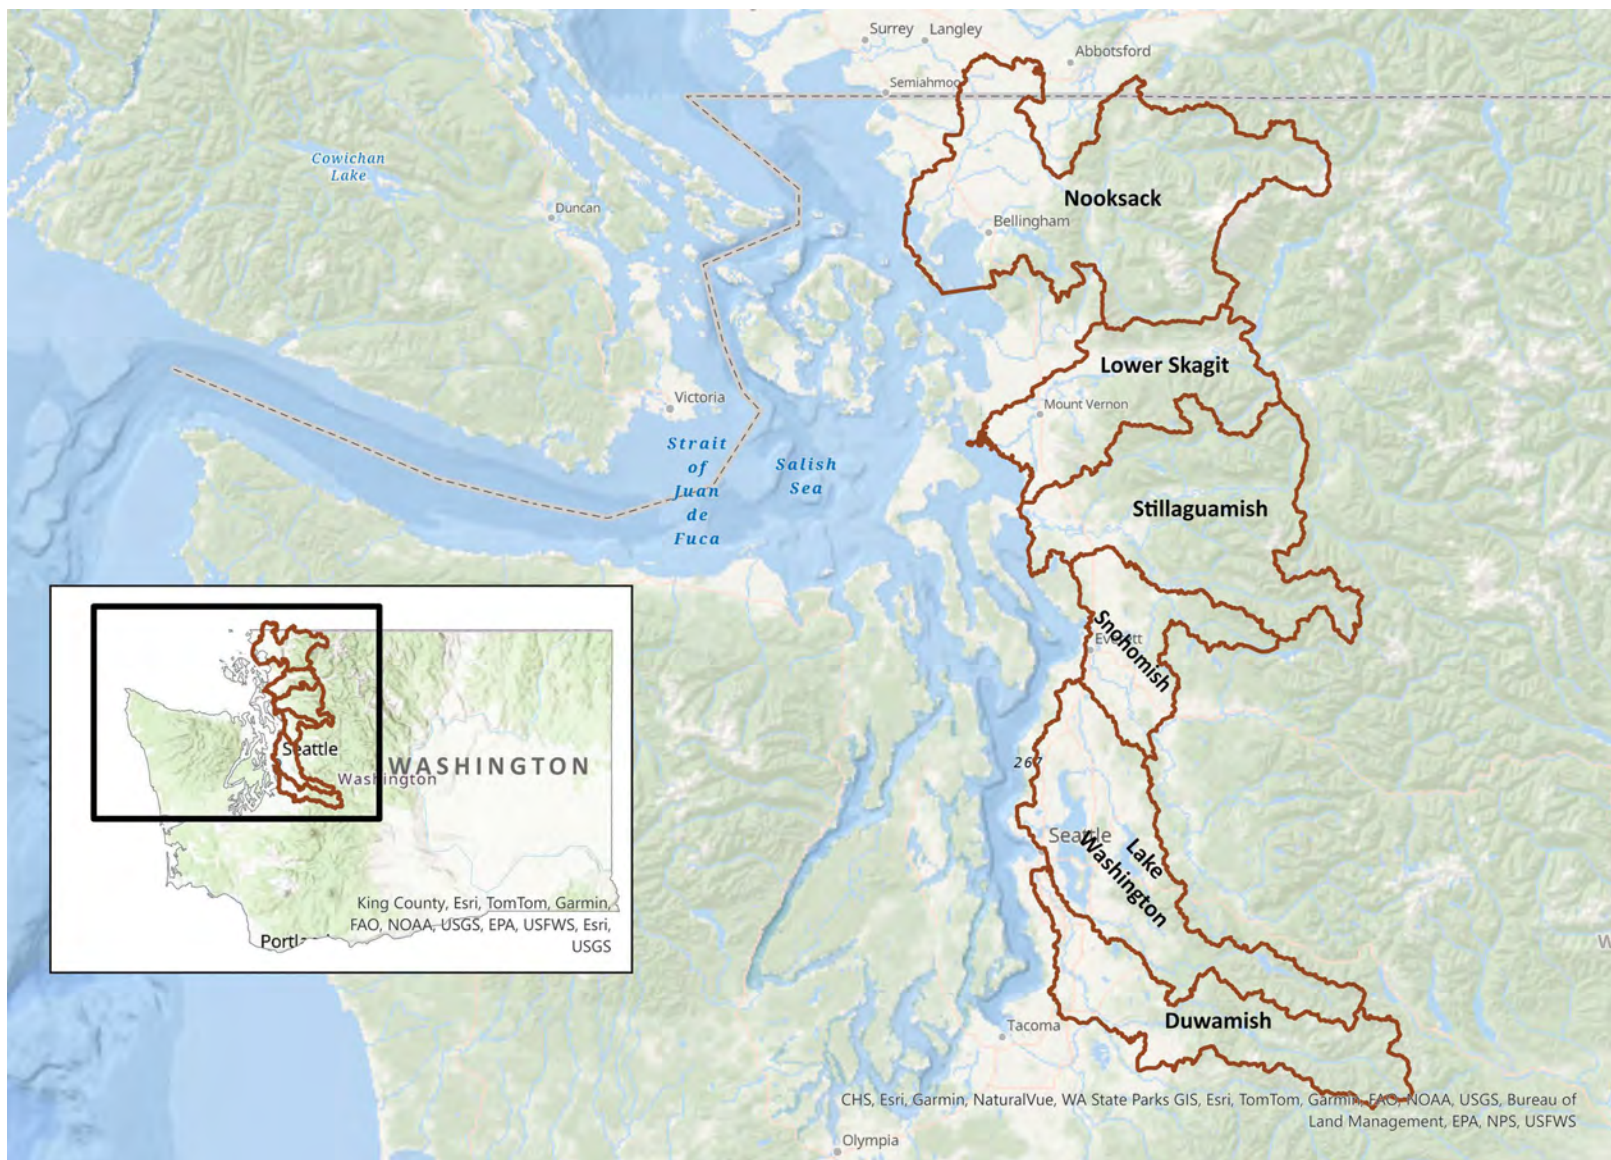 Surrey
Langley
Abbotsford
Semiahmoo
Cowichan
Lake
Nooksack
Duncan
Bellingham
Lower Skagit
Victoria
Mount Vernon
Strait
of
Juan
de
Fuca
Salish
Sea
Stillaguamish
Snohomish
Everett
267
Seattle
Lake
Washington
Duwamish
Tacoma
Olympia
W
Seattle
Washington
WASHINGTON
King County, Esri, TomTom, Garmin,
FAO, NOAA, USGS, EPA, USFWS, Esri,
USGS
Portla
CHS, Esri, Garmin, NaturalVue, WA State Parks GIS, Esri, TomTom, Garmin, FAO, NOAA, USGS, Bureau of
Land Management, EPA, NPS, USFWS